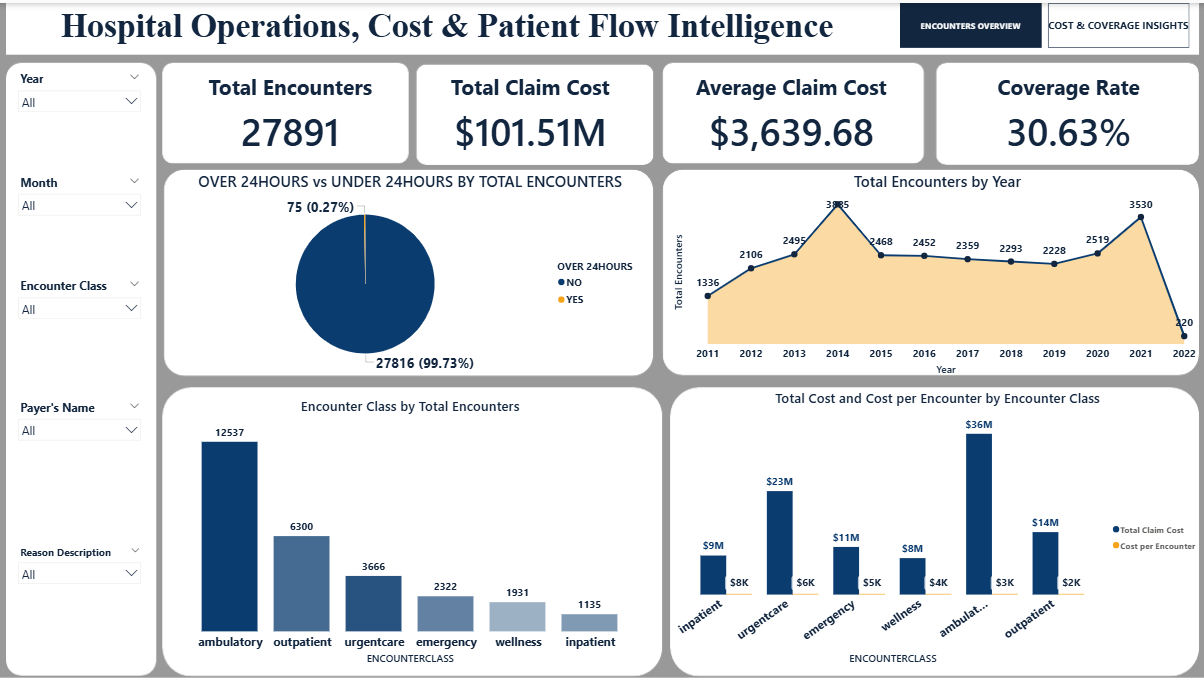 Hospital Operations, Cost & Patient Flow Intelligence
ENCOUNTERS OVERVIEW
COST & COVERAGE INSIGHTS
Year
All
Month
All
Encounter Class
All
Payer's Name
All
Reason Description
All
Total Encounters
27891
Total Claim Cost
$101.51M
Average Claim Cost
$3,639.68
Coverage Rate
30.63%
OVER 24HOURS vs UNDER 24HOURS BY TOTAL ENCOUNTERS
75 (0.27%)
27816 (99.73%)
OVER 24HOURS
NO
YES
Total Encounters by Year
Total Encounters
1336
2106
2495
3885
2468
2452
2359
2293
2228
2519
3530
220
2011 2012 2013 2014 2015 2016 2017 2018 2019 2020 2021 2022
Year
Encounter Class by Total Encounters
12537
6300
3666
2322
1931
1135
ambulatory outpatient urgentcare emergency wellness inpatient
ENCOUNTERCLASS
Total Cost and Cost per Encounter by Encounter Class
$9M
$8K
$23M
$6K
$11M
$5K
$8M
$4K
$36M
$3K
$14M
$2K
inpatient urgentcare emergency wellness ambulat... outpatient
ENCOUNTERCLASS
Total Claim Cost
Cost per Encounter